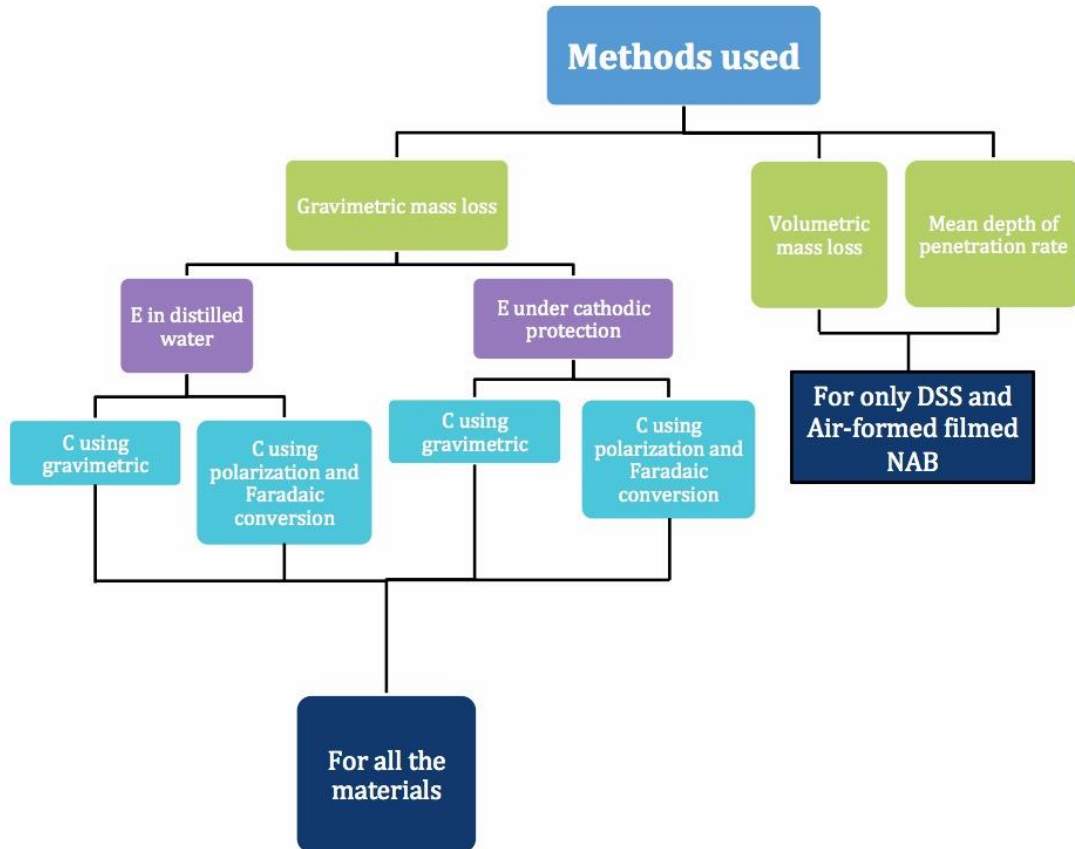 Methods used
Gravimetric mass loss
Volumetric
mass loss
Mean depth of
penetration rate
E in distilled
water
E under cathodic
protection
C using
gravimetric
C using
polarization and
Faradaic
conversion
C using
gravimetric
C using
polarization and
Faradaic
conversion
For only DSS and
Air-formed filmed
NAB
For all the
materials